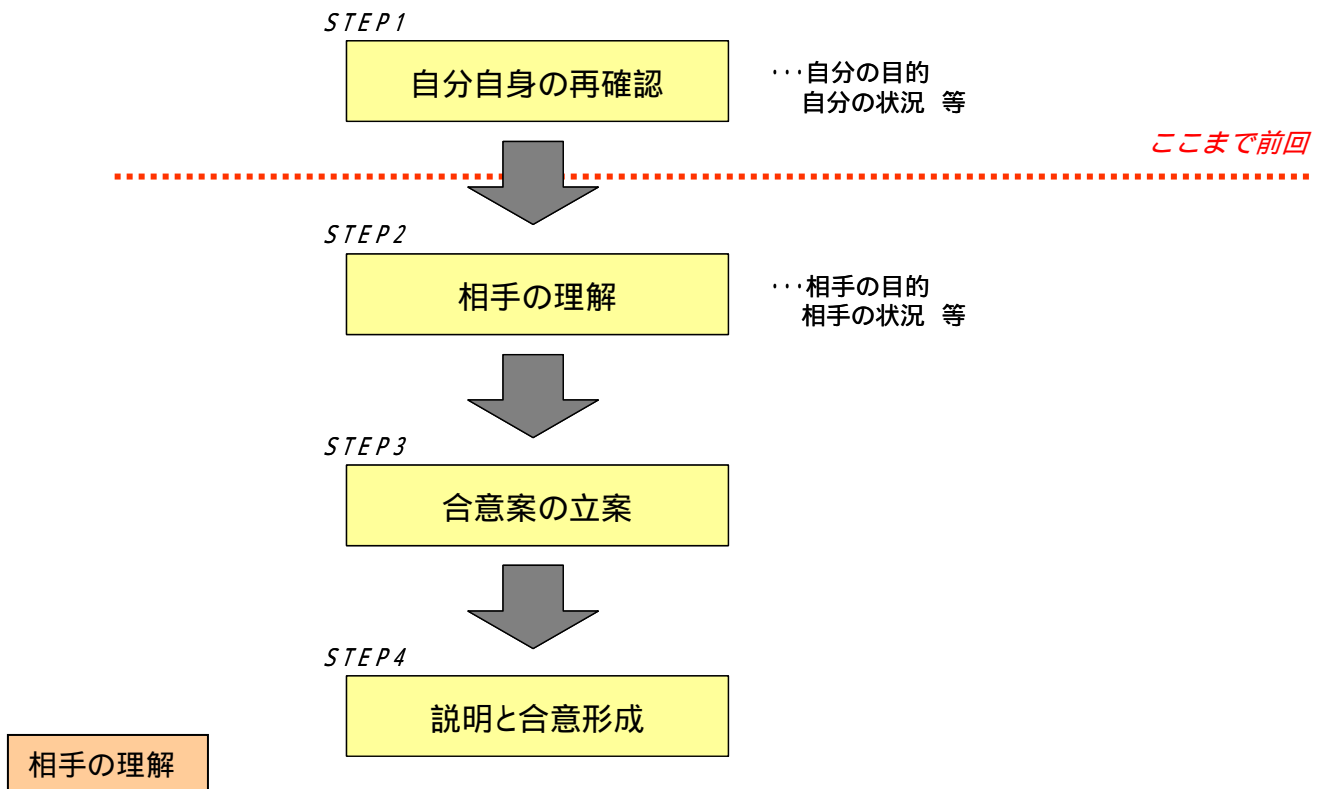 STEP1
自分自身の再確認
･･･自分の目的
自分の状況 等
ここまで前回
STEP2
相手の理解
･･･相手の目的
相手の状況 等
STEP3
合意案の立案
STEP4
説明と合意形成
相手の理解